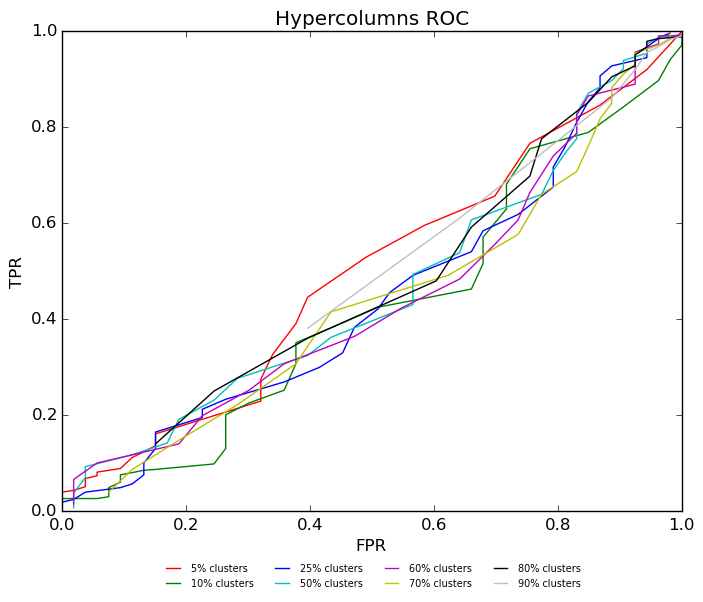 Hypercolumns ROC
1.0
0.8
0.6
0.4
0.2
0.0
TPR
0.0 0.2 0.4 0.6 0.8 1.0
FPR
5% clusters 25% clusters 60% clusters 80% clusters
10% clusters 50% clusters 70% clusters 90% clusters